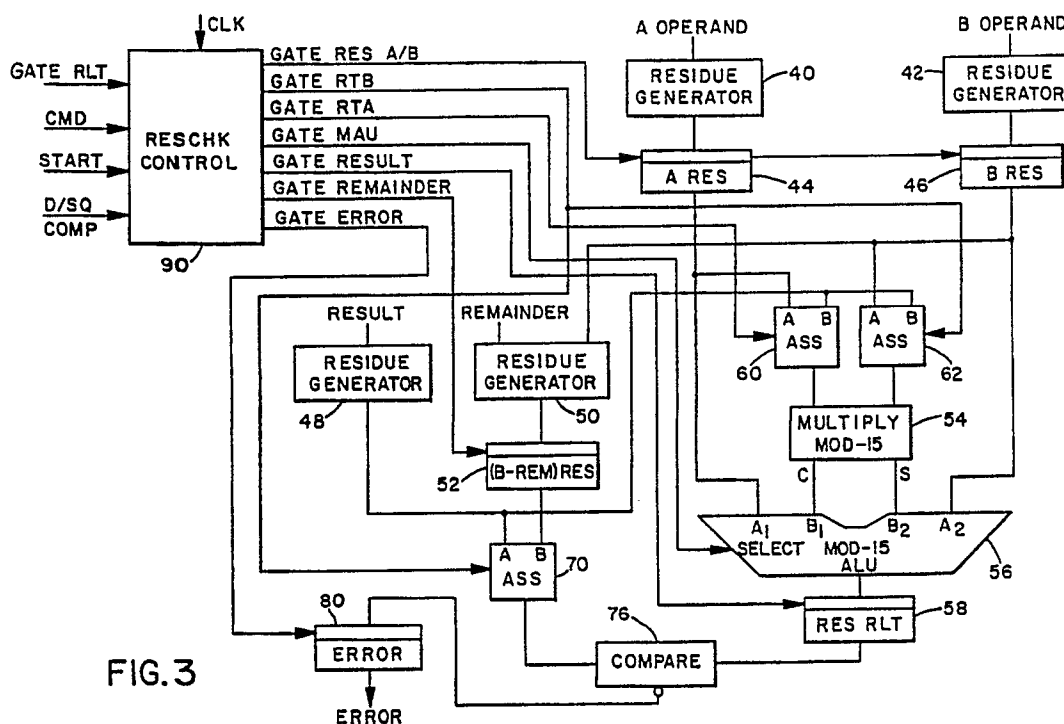 CLK
A OPERAND
B OPERAND
GATE RLT
CMD
START
D/SQ
COMP
RESCHK
CONTROL
90
GATE RES A/B
GATE RTB
GATE RTA
GATE MAU
GATE RESULT
GATE REMAINDER
GATE ERROR
RESIDUE
GENERATOR
40
42
RESIDUE
GENERATOR
A RES
44
46
B RES
RESULT
REMAINDER
RESIDUE
GENERATOR
48
RESIDUE
GENERATOR
50
A B
ASS
60
A B
ASS
62
MULTIPLY
MOD-15
54
52
(B-REM)RES
C
S
A1 B1 B2 A2
SELECT MOD-15
ALU
56
A B
ASS
70
RES RLT
58
80
ERROR
76
COMPARE
ERROR
FIG.3